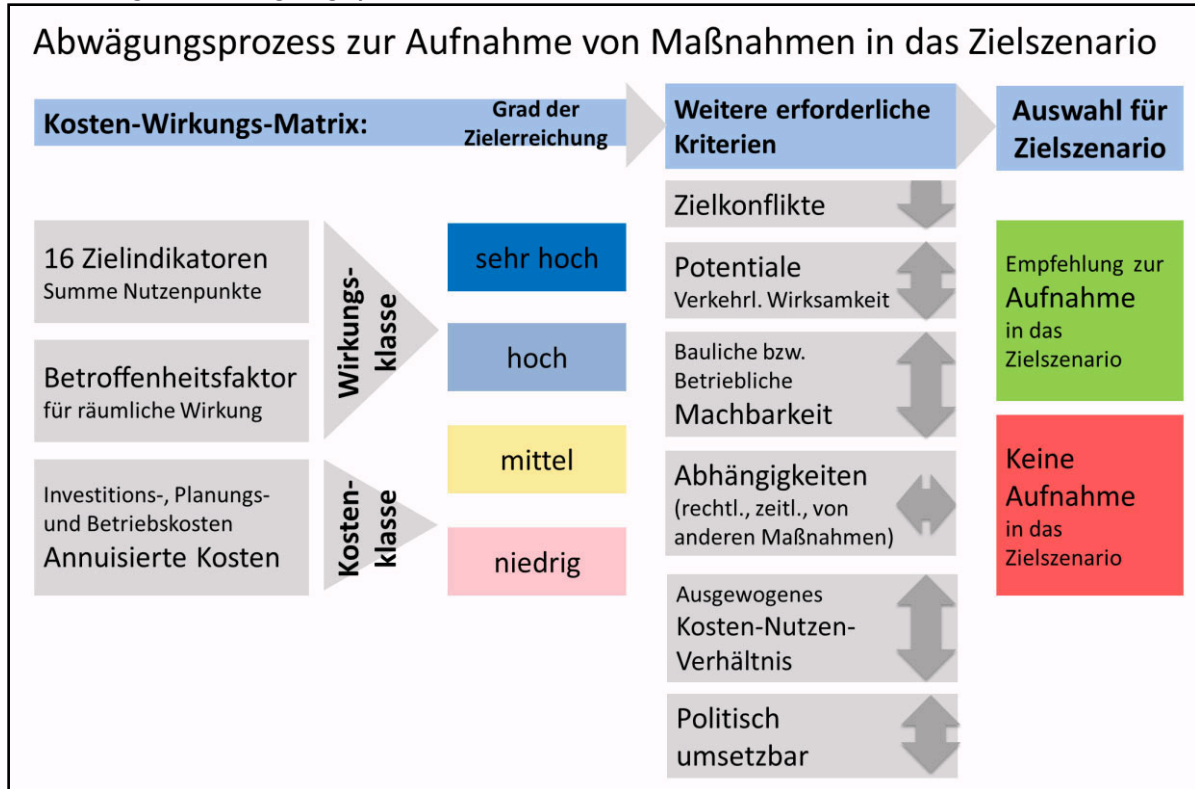 Abwägungsprozess zur Aufnahme von Maßnahmen in das Zielszenario
Kosten-Wirkungs-Matrix:
Grad der
Zielerreichung
Weitere erforderliche
Kriterien
Auswahl für
Zielszenario
16 Zielindikatoren
Summe Nutzenpunkte
Betroffenheitsfaktor
für räumliche Wirkung
Investitions-, Planungs-
und Betriebskosten
Annuisierte Kosten
Wirkungs-
klasse
Kosten-
klasse
sehr hoch
hoch
mittel
niedrig
Zielkonflikte
Potentiale
Verkehrl. Wirksamkeit
Bauliche bzw.
Betriebliche
Machbarkeit
Abhängigkeiten
(rechtl., zeitl., von
anderen Maßnahmen)
Ausgewogenes
Kosten-Nutzen-
Verhältnis
Politisch
umsetzbar
Empfehlung zur
Aufnahme
in das
Zielszenario
Keine
Aufnahme
in das
Zielszenario